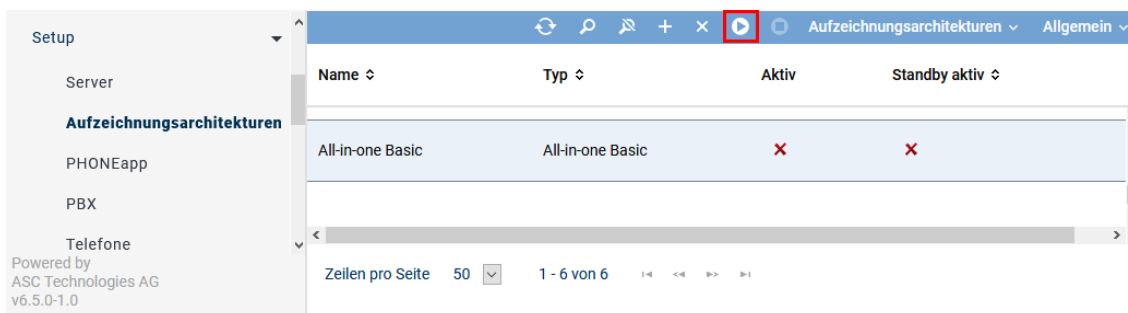 Setup
Server
Aufzeichnungsarchitekturen
PHONEapp
PBX
Telefone
Powered by
ASC Technologies AG
v6.5.0-1.0
Aufzeichnungsarchitekturen Allgemein
Name Typ Aktiv Standby aktiv
All-in-one Basic All-in-one Basic
Zeilen pro Seite 50 1 - 6 von 6